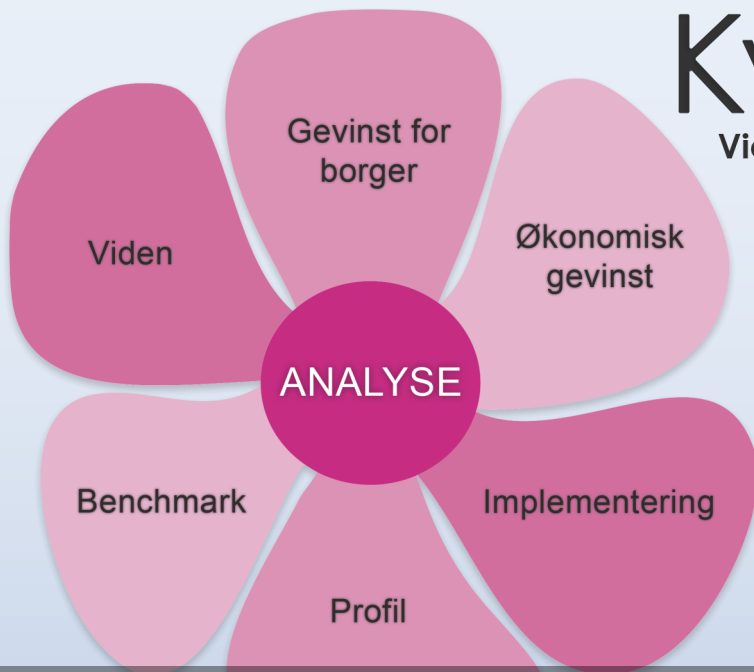 Gevinst for
borger
Økonomisk
gevinst
Viden
ANALYSE
Benchmark
Implementering
Profil